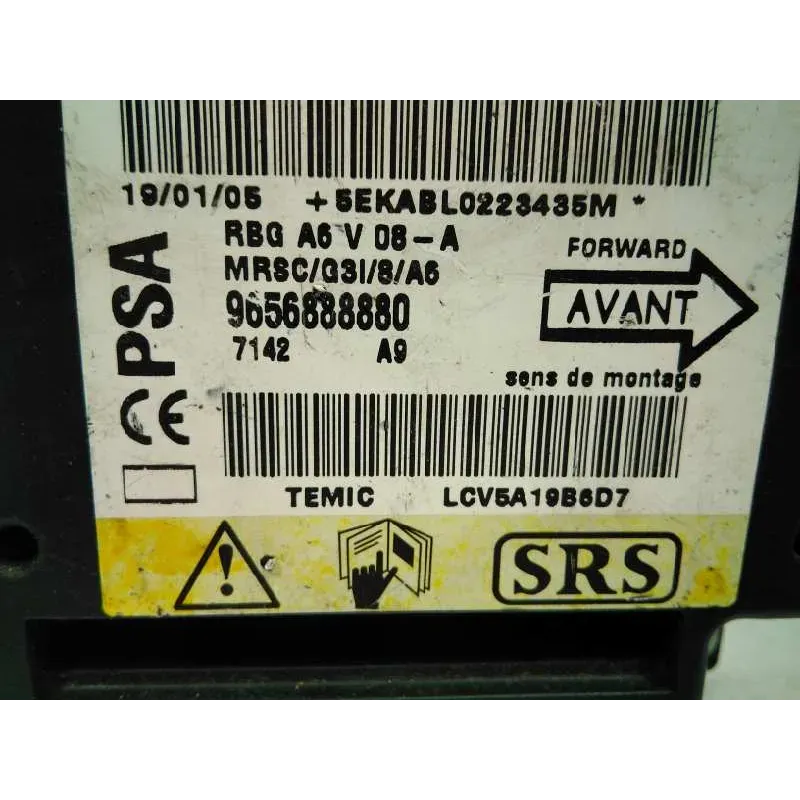 19/01/05 +5EKABL0223435M *
RBG A6 V 08-A
MRSC/G3I/S/A6
9656888880
7142 A9
FORWARD
AVANT
sens de montage
PSA
CE
TEMIC LCV5A19B6D7
SRS